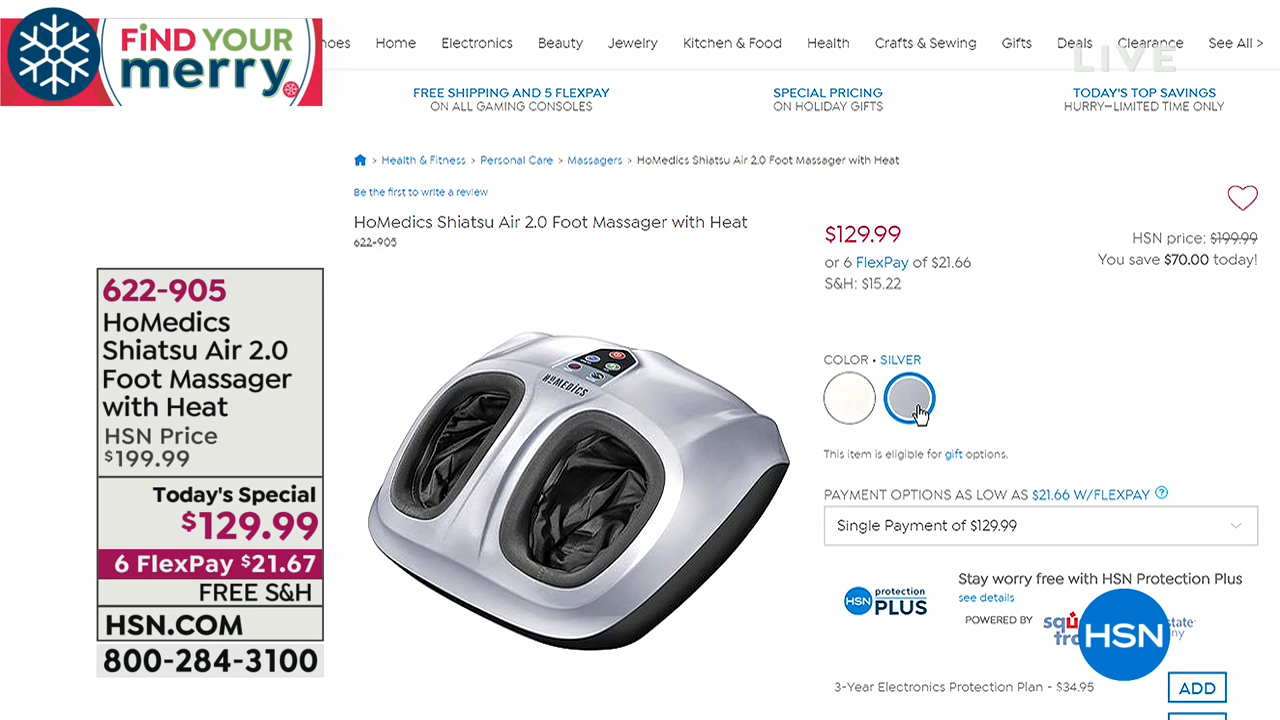 FiND YOUR
merry
hoes Home Electronics Beauty Jewelry Kitchen & Food Health Crafts & Sewing Gifts Deals Clearance See All >
LIVE
FREE SHIPPING AND 5 FLEXPAY
ON ALL GAMING CONSOLES
SPECIAL PRICING
ON HOLIDAY GIFTS
TODAY'S TOP SAVINGS
HURRY—LIMITED TIME ONLY
> Health & Fitness > Personal Care > Massagers > HoMedics Shiatsu Air 2.0 Foot Massager with Heat
Be the first to write a review
HoMedics Shiatsu Air 2.0 Foot Massager with Heat
622-905
$129.99
or 6 FlexPay of $21.66
S&H: $15.22
HSN price: $199.99
You save $70.00 today!
622-905
HoMedics
Shiatsu Air 2.0
Foot Massager
with Heat
HSN Price
$199.99
Today's Special
$129.99
6 FlexPay $21.67
FREE S&H
HSN.COM
800-284-3100
HOMEDICS
COLOR • SILVER
This item is eligible for gift options.
PAYMENT OPTIONS AS LOW AS $21.66 W/FLEXPAY ?
Single Payment of $129.99
HSN protection
PLUS
Stay worry free with HSN Protection Plus
see details
POWERED BY
squ
tra
state
ny
HSN
3-Year Electronics Protection Plan - $34.95
ADD